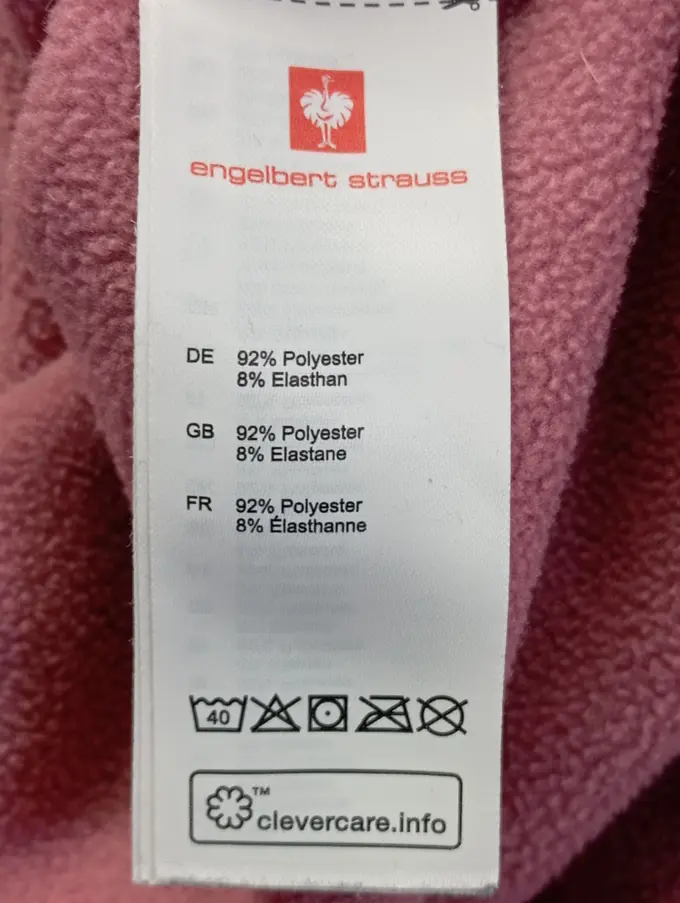 engelbert strauss
DE 92% Polyester
8% Elasthan
GB 92% Polyester
8% Elastane
FR 92% Polyester
8% Élasthanne
40
™
clevercare.info